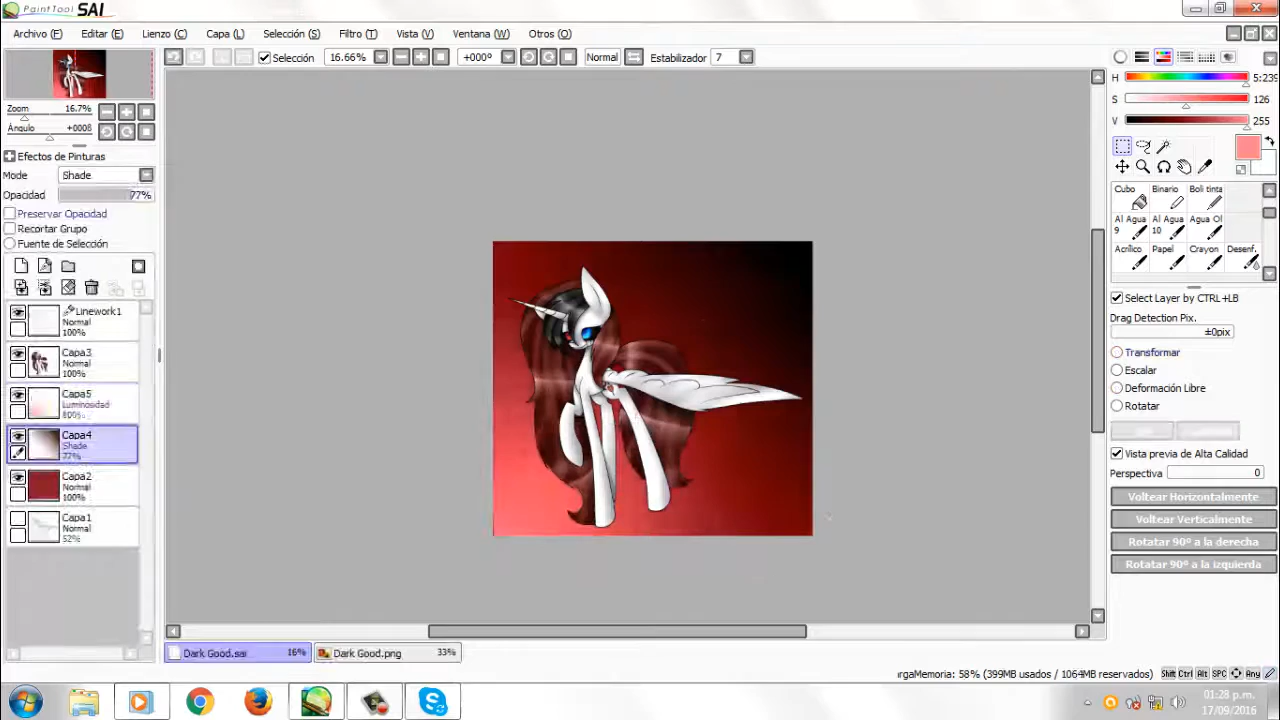 PaintTool SAI
Archivo (F) Editar (E) Lienzo (C) Capa (L) Selección (S) Filtro (T) Vista (V) Ventana (W) Otros (O)
Selección 16.66% +000° Normal Estabilizador 7
Zoom 16.7%
Ángulo
Efectos de Pinturas
Mode Shade
Opacidad 77%
Preservar Opacidad
Recortar Grupo
Fuente de Selección
Linework1
Normal
100%
Capa3
Normal
100%
Capa5
Luminosidad
80%
Capa4
Shade
77%
Capa2
Normal
100%
Capa1
Normal
52%
H 5:239
S 126
V 255
Cubo Binario Boli tinta
Al Agua 9 Al Agua 10 Agua Ol
Acrílico Papel Crayon Desenf.
Select Layer by CTRL+LB
Drag Detection Pix.
±0pix
Transformar
Escalar
Deformación Libre
Rotatar
Vista previa de Alta Calidad
Perspectiva 0
Voltear Horizontalmente
Voltear Verticalmente
Rotatar 90º a la derecha
Rotatar 90º a la izquierda
Dark Good.sai 16% Dark Good.png 33%
rgaMemoria: 58% (399MB usados / 1064MB reservados) Shift Ctrl Alt SPC Any
01:28 p.m.
17/09/2016